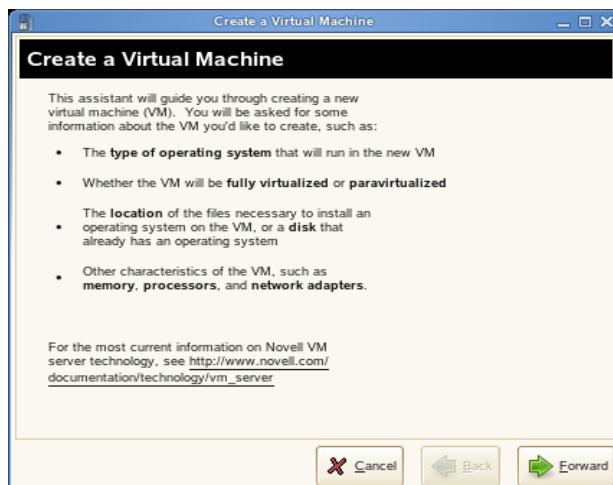 Create a Virtual Machine
Create a Virtual Machine
This assistant will guide you through creating a new
virtual machine (VM). You will be asked for some
information about the VM you'd like to create, such as:
• The type of operating system that will run in the new VM
• Whether the VM will be fully virtualized or paravirtualized
The location of the files necessary to install an
• operating system on the VM, or a disk that
already has an operating system
• Other characteristics of the VM, such as
memory, processors, and network adapters.
For the most current information on Novell VM
server technology, see http://www.novell.com/
documentation/technology/vm_server
Cancel
Back
Forward